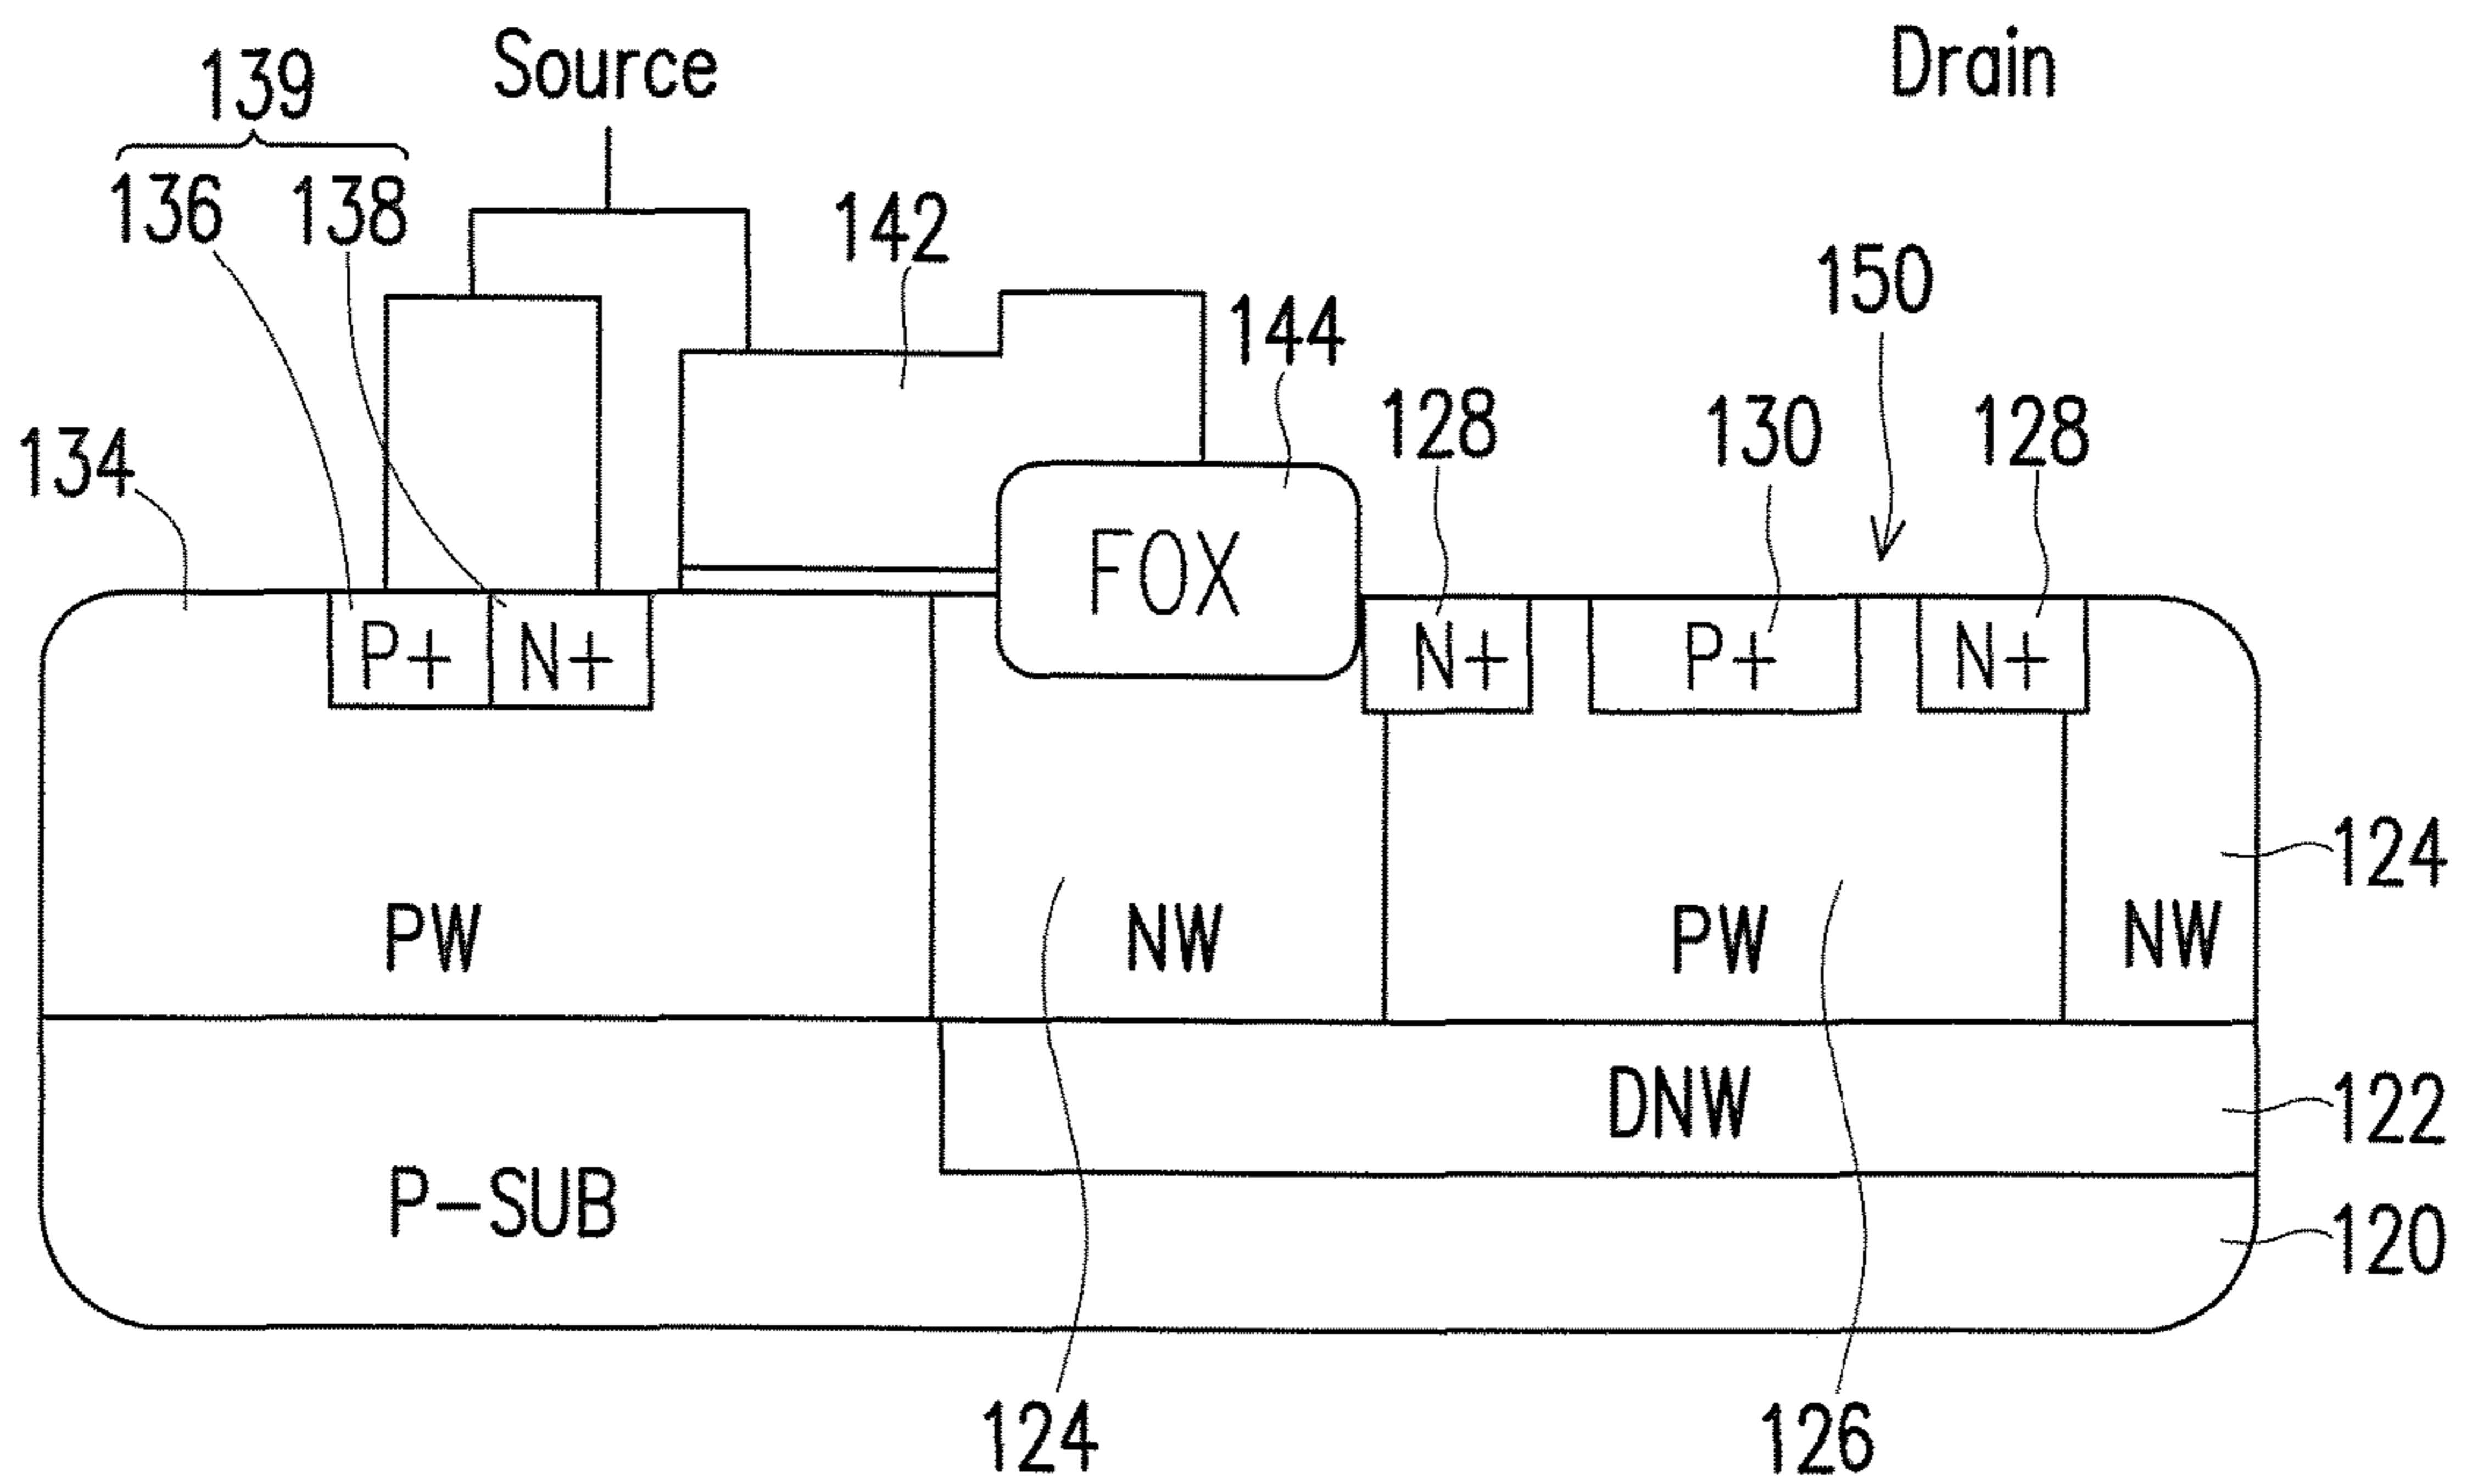 Source
Drain
139
136
138
142
150
144
128
130
128
134
FOX
P+
N+
N+
P+
N+
124
PW
NW
PW
NW
DNW
122
P-SUB
120
124
126